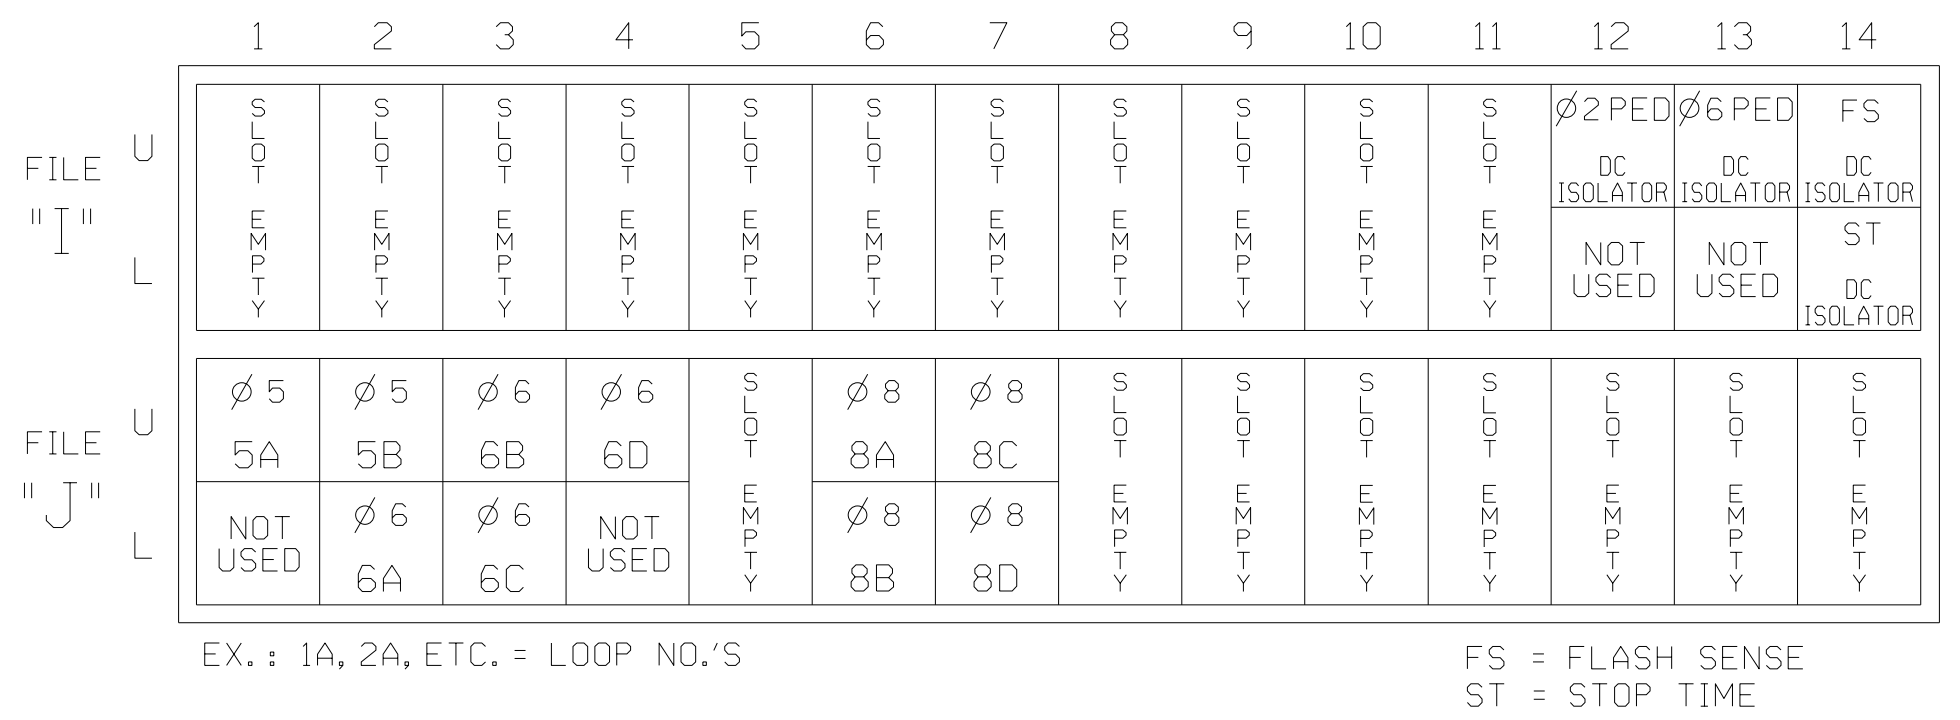 1 2 3 4 5 6 7 8 9 10 11 12 13 14
FILE "I"
U
L
SLOT EMPTY
SLOT EMPTY
SLOT EMPTY
SLOT EMPTY
SLOT EMPTY
SLOT EMPTY
SLOT EMPTY
SLOT EMPTY
SLOT EMPTY
SLOT EMPTY
SLOT EMPTY
Ø2 PED
DC
ISOLATOR
NOT
USED
Ø6 PED
DC
ISOLATOR
NOT
USED
FS
DC
ISOLATOR
ST
DC
ISOLATOR
FILE "J"
U
L
Ø 5
5A
NOT
USED
Ø 5
5B
Ø 6
6A
Ø 6
6B
Ø 6
6C
Ø 6
6D
NOT
USED
SLOT EMPTY
Ø 8
8A
Ø 8
8B
Ø 8
8C
Ø 8
8D
SLOT EMPTY
SLOT EMPTY
SLOT EMPTY
SLOT EMPTY
SLOT EMPTY
SLOT EMPTY
SLOT EMPTY
EX.: 1A, 2A, ETC. = LOOP NO.'S
FS = FLASH SENSE
ST = STOP TIME